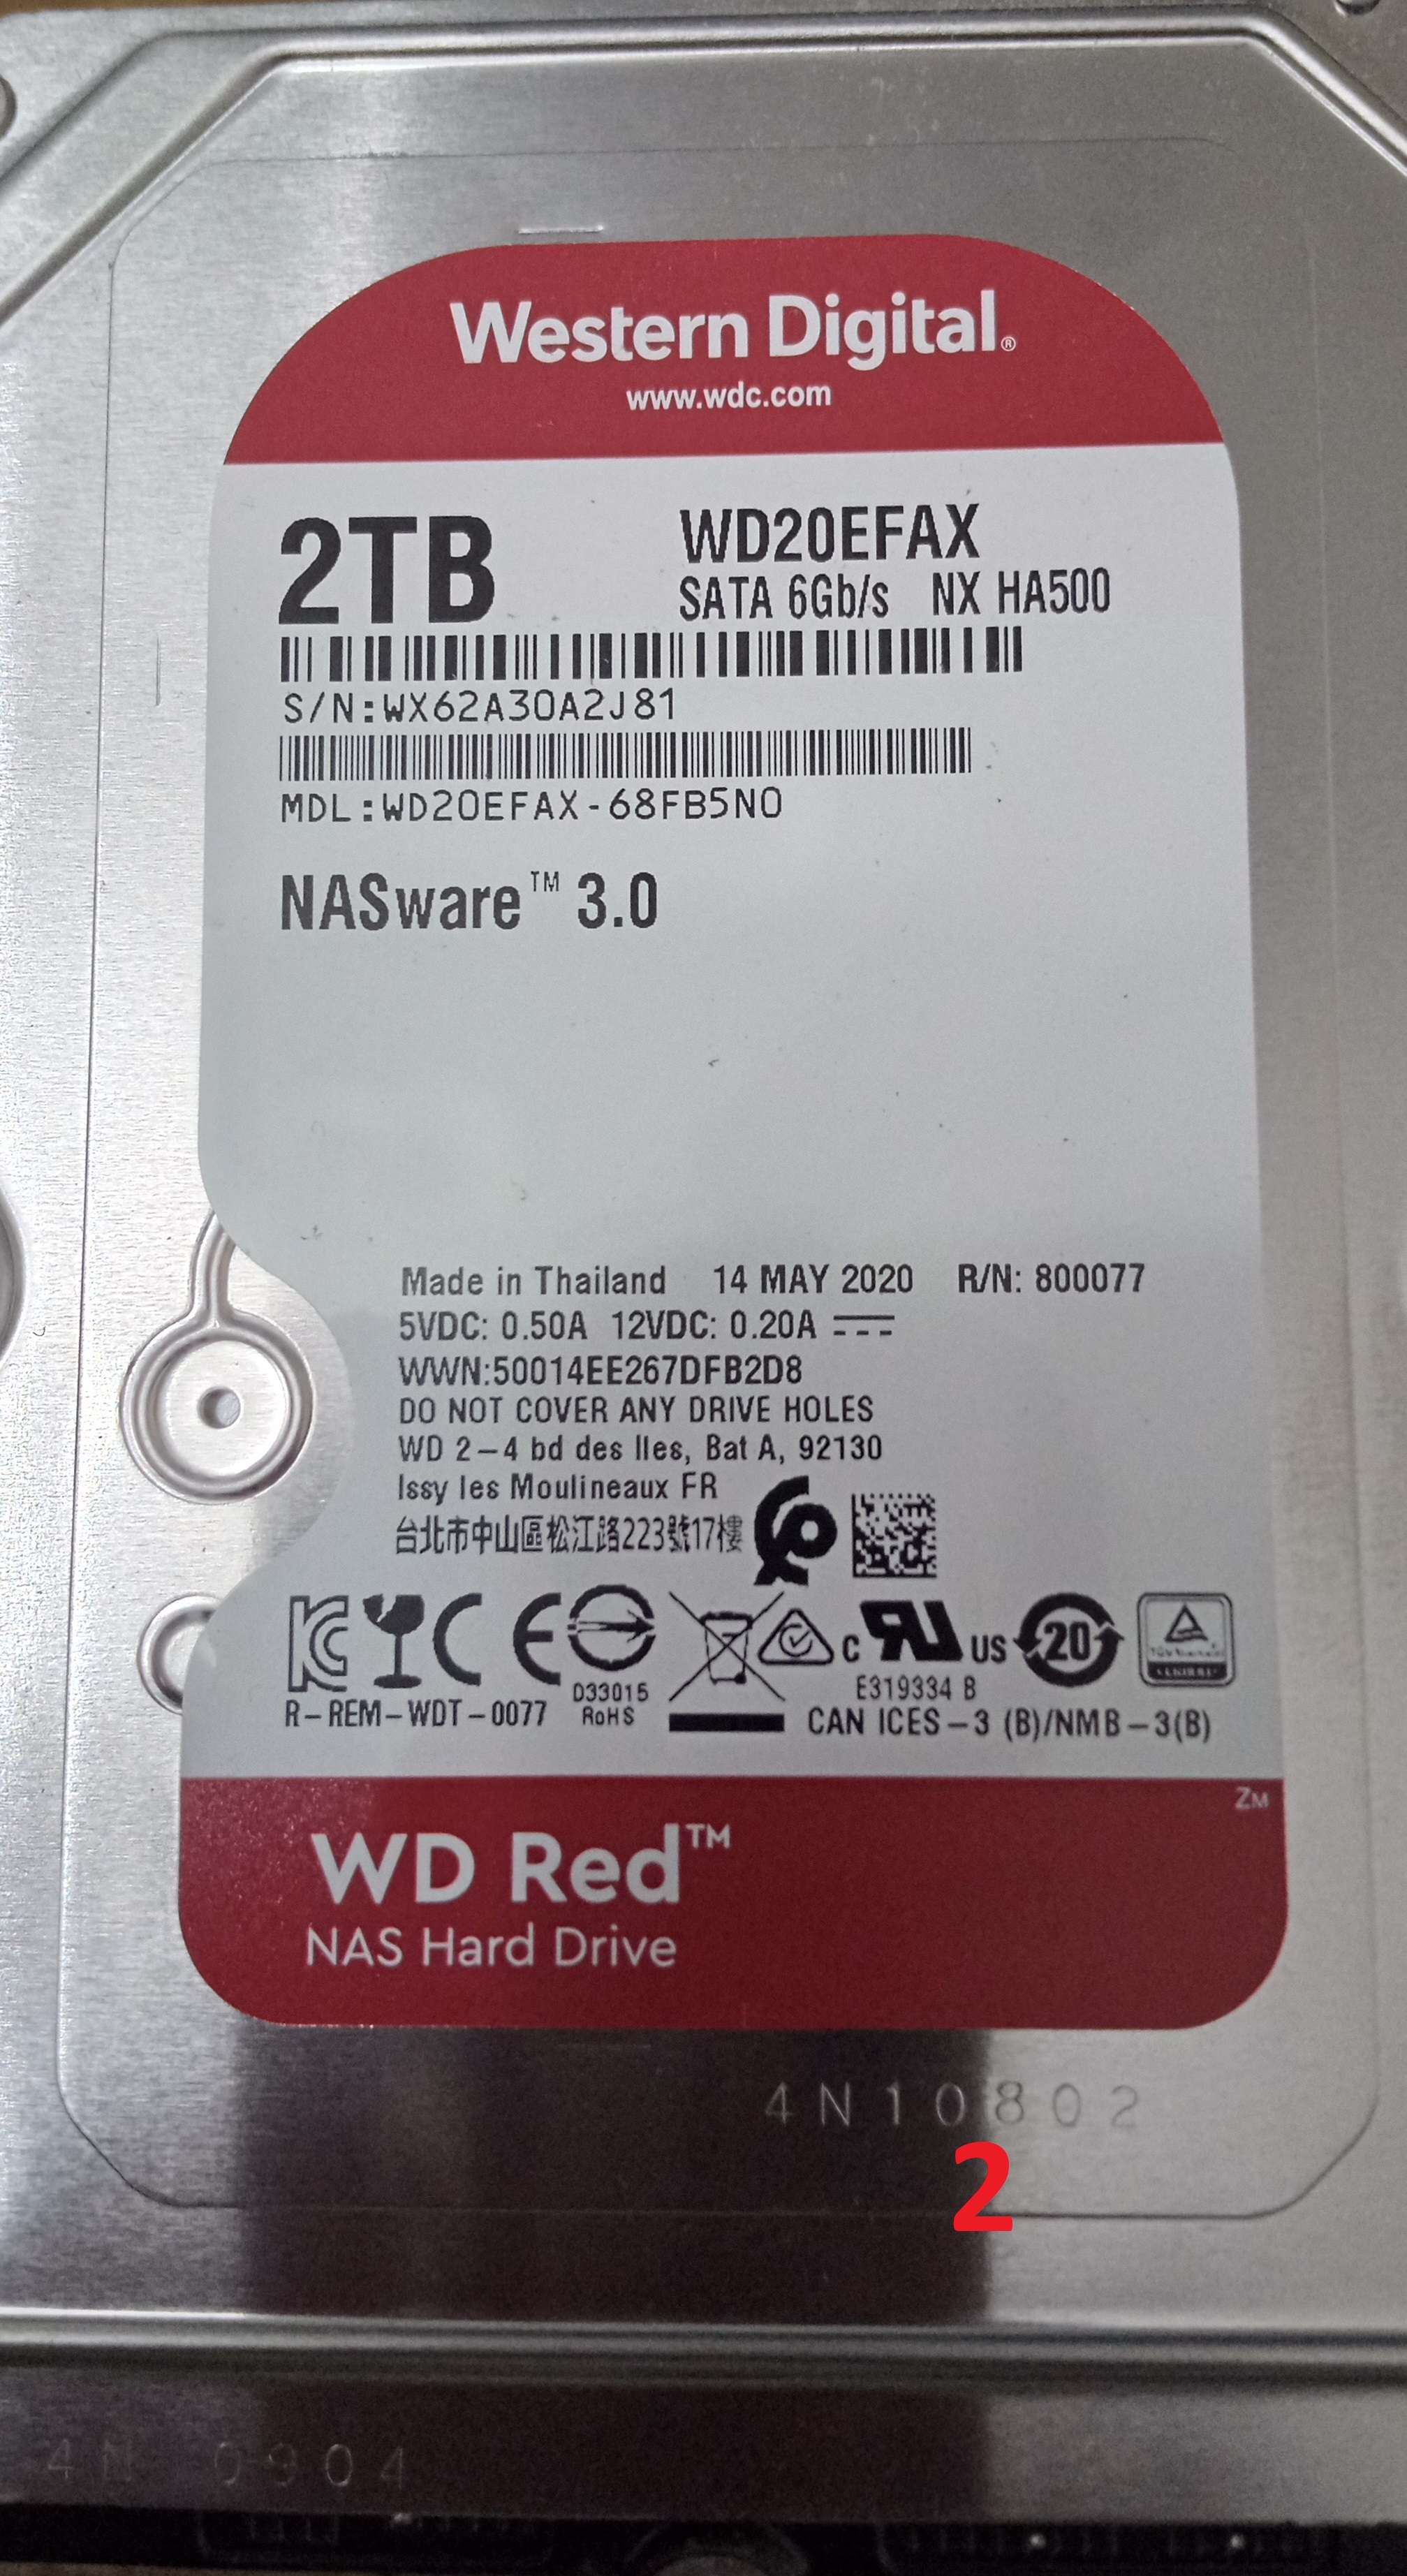 Western Digital®
www.wdc.com
2TB
WD20EFAX
SATA 6Gb/s NX HA500
S/N:WX62A30A2J81
MDL:WD20EFAX-68FB5N0
NASware™ 3.0
Made in Thailand 14 MAY 2020 R/N: 800077
5VDC: 0.50A 12VDC: 0.20A
WWN:50014EE267DFB2D8
DO NOT COVER ANY DRIVE HOLES
WD 2–4 bd des Iles, Bat A, 92130
Issy les Moulineaux FR
台北市中山區松江路223號17樓
D33015
RoHS
R–REM–WDT–0077
c RU US
E319334 B
20
CAN ICES–3 (B)/NMB–3(B)
ZM
WD Red™
NAS Hard Drive
4N10802
2